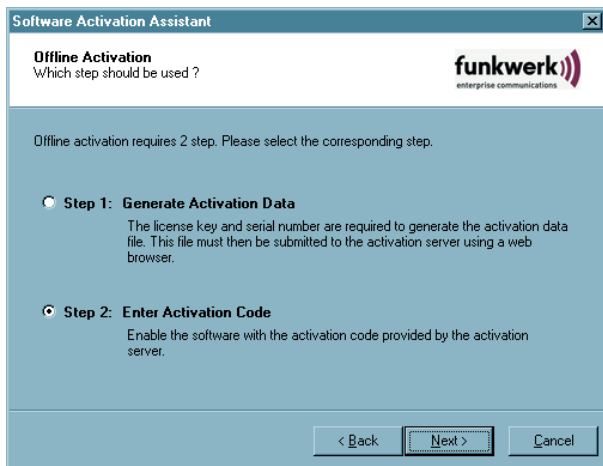 Software Activation Assistant
Offline Activation
Which step should be used ?
funkwerk
enterprise communications
Offline activation requires 2 step. Please select the corresponding step.
Step 1: Generate Activation Data
The license key and serial number are required to generate the activation data
file. This file must then be submitted to the activation server using a web
browser.
Step 2: Enter Activation Code
Enable the software with the activation code provided by the activation
server.
< Back
Next >
Cancel